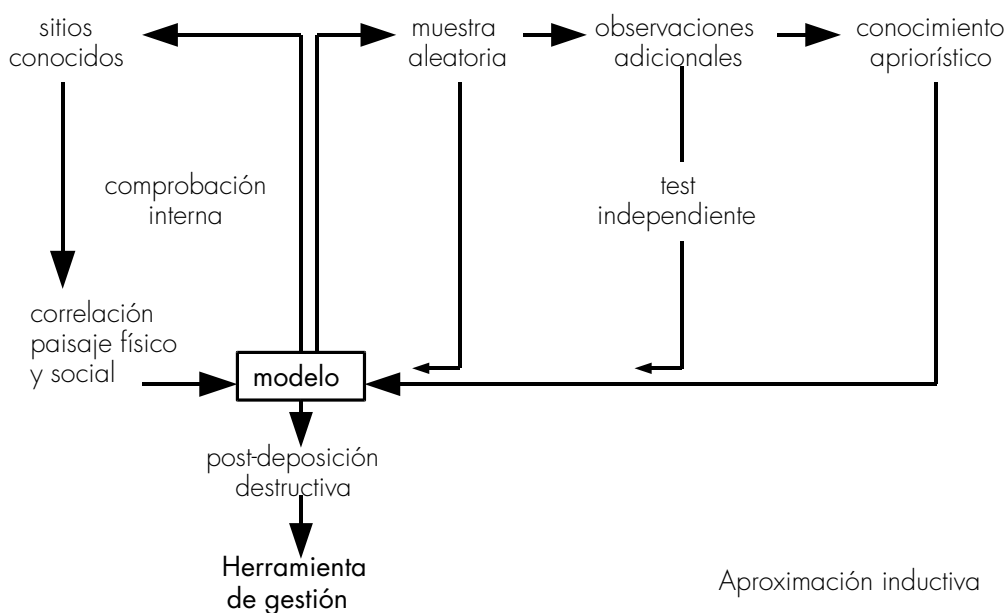 sitios
conocidos
muestra
aleatoria
observaciones
adicionales
conocimiento
apriorístico
comprobación
interna
test
independiente
correlación
paisaje físico
y social
modelo
post-deposición
destructiva
Herramienta
de gestión
Aproximación inductiva